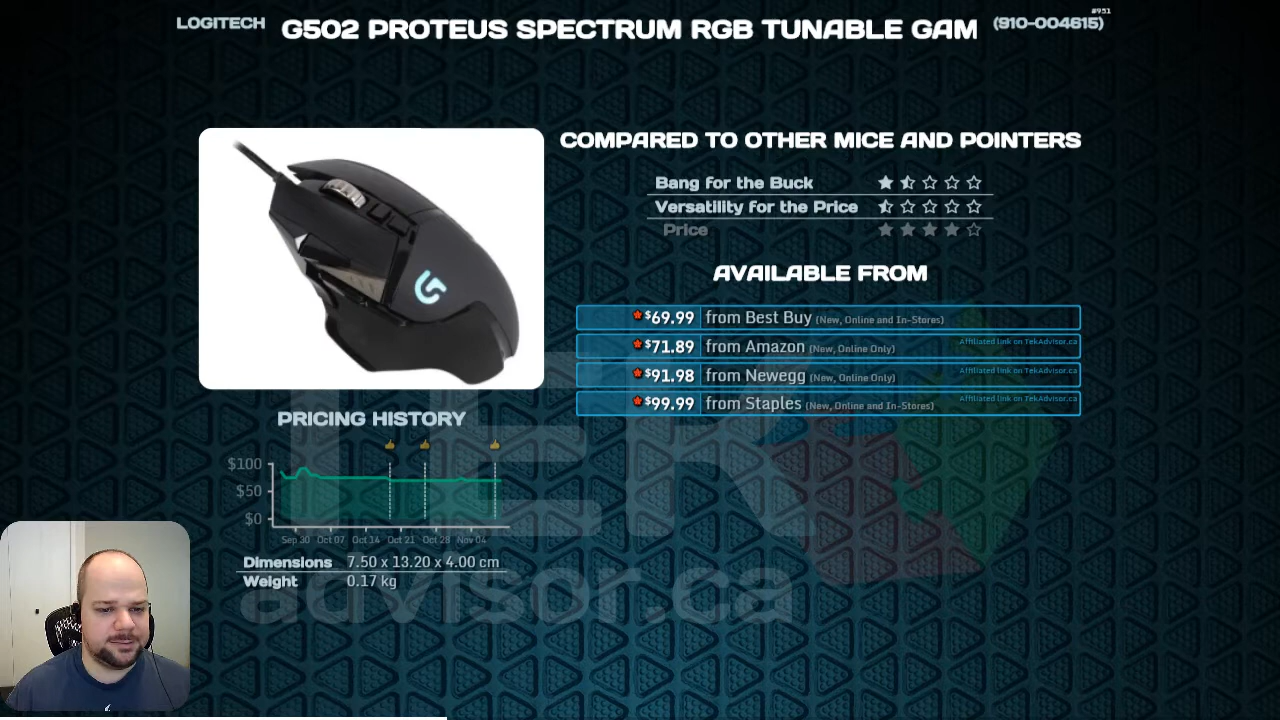 #951
LOGITECH G502 PROTEUS SPECTRUM RGB TUNABLE GAM (910-004615)
COMPARED TO OTHER MICE AND POINTERS
Bang for the Buck
Versatility for the Price
Price
AVAILABLE FROM
$69.99 from Best Buy (New, Online and In-Stores)
$71.89 from Amazon (New, Online Only) Affiliated link on TekAdvisor.ca
$91.98 from Newegg (New, Online Only) Affiliated link on TekAdvisor.ca
$99.99 from Staples (New, Online and In-Stores) Affiliated link on TekAdvisor.ca
PRICING HISTORY
$100
$50
$0
Sep 30 Oct 07 Oct 14 Oct 21 Oct 28 Nov 04
Dimensions 7.50 x 13.20 x 4.00 cm
Weight 0.17 kg
TEK
advisor.ca